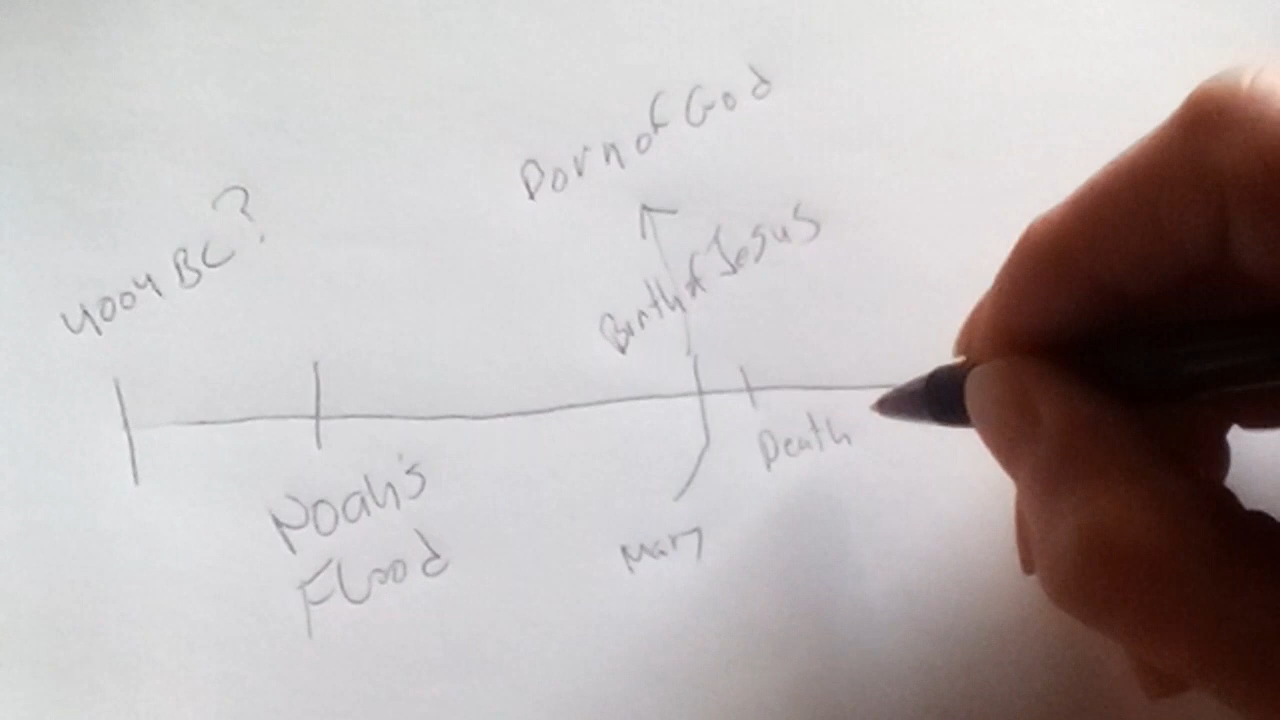 4004 BC?
Noah's
Flood
Born of God
Birth of Jesus
Death
Mary